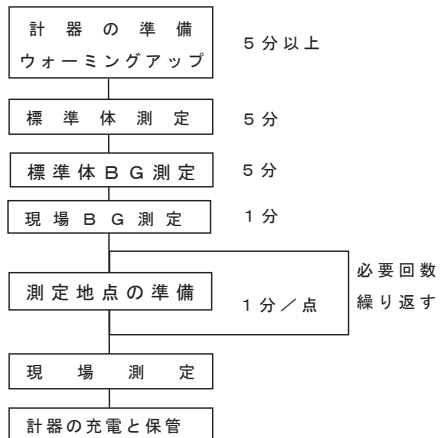 計器の準備
ウォーミングアップ
5分以上
標準体測定
5分
標準体BG測定
5分
現場BG測定
1分
測定地点の準備
1分／点
必要回数
繰り返す
現場測定
計器の充電と保管